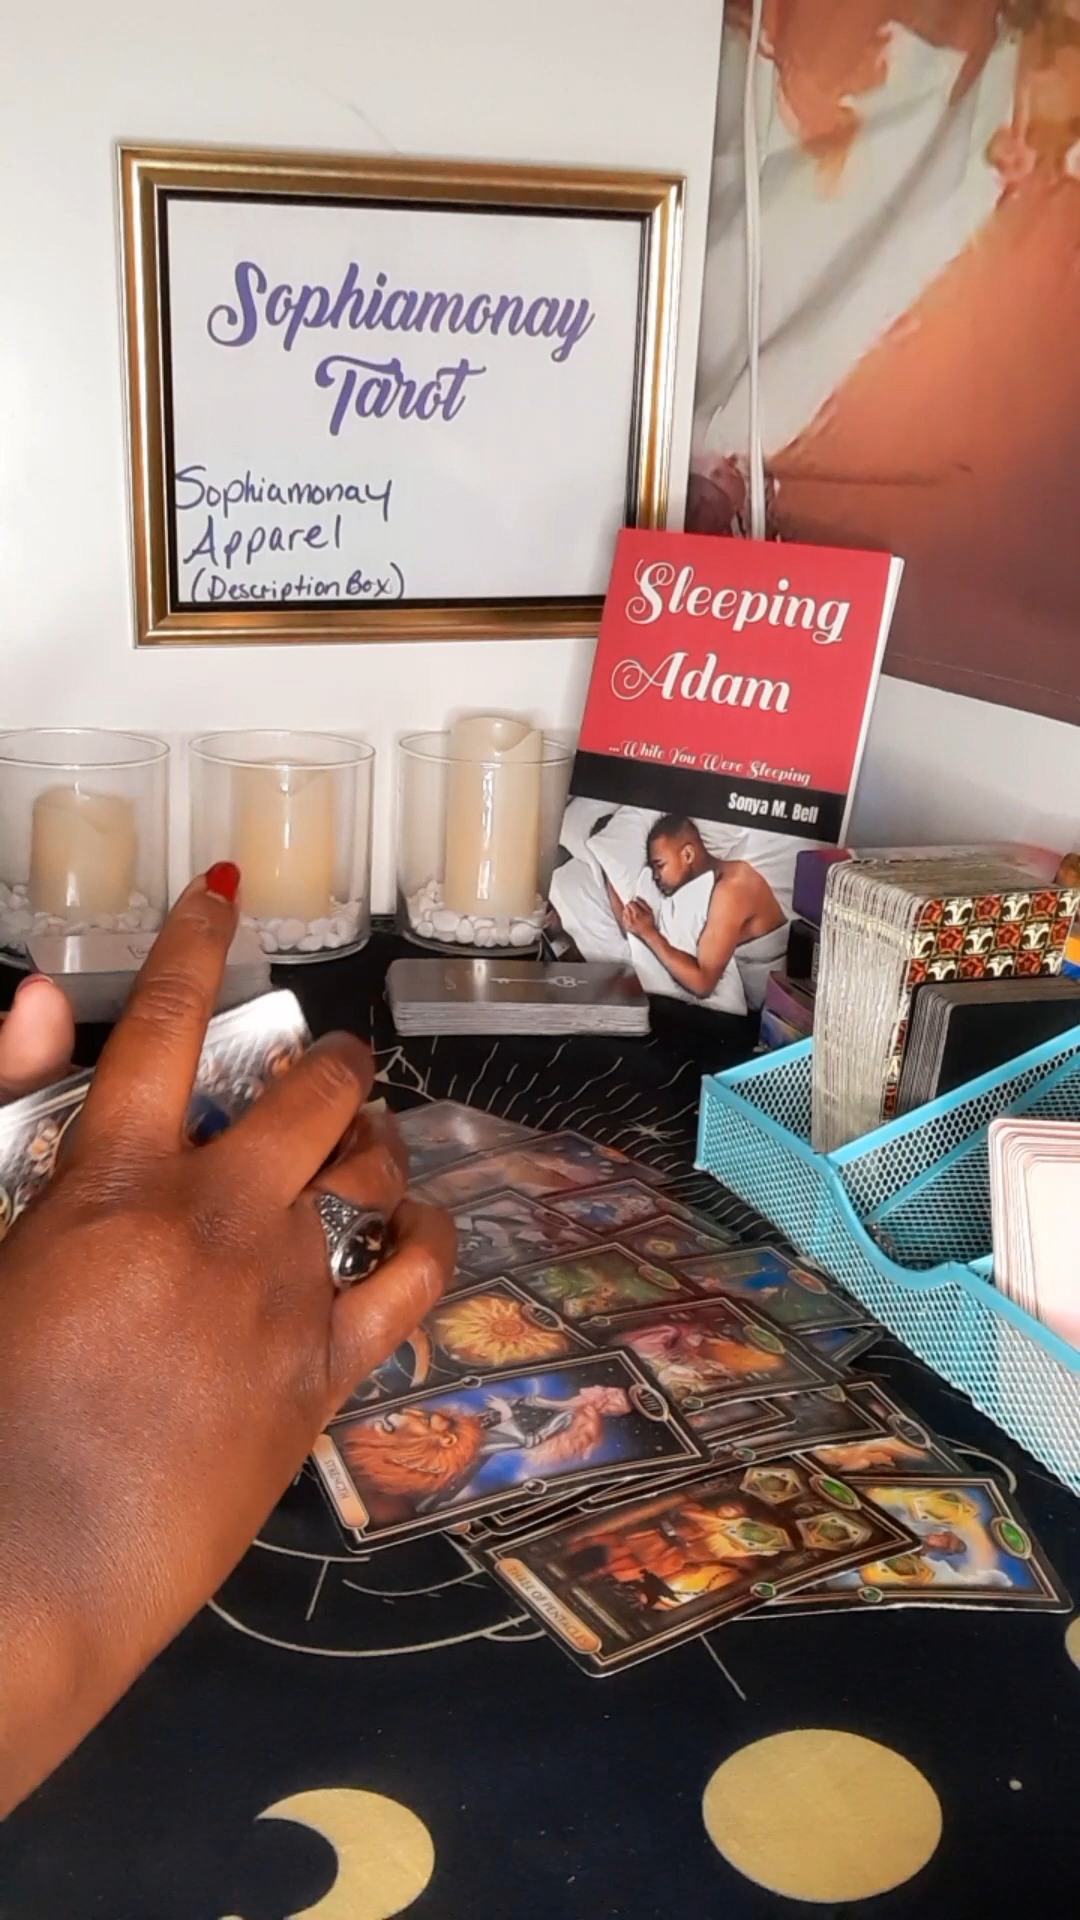 Sophiamonay
Tarot
Sophiamonay
Apparel
(Description Box)
Sleeping
Adam
...While You Were Sleeping
Sonya M. Bell
STRENGTH
THREE OF PENTACLES